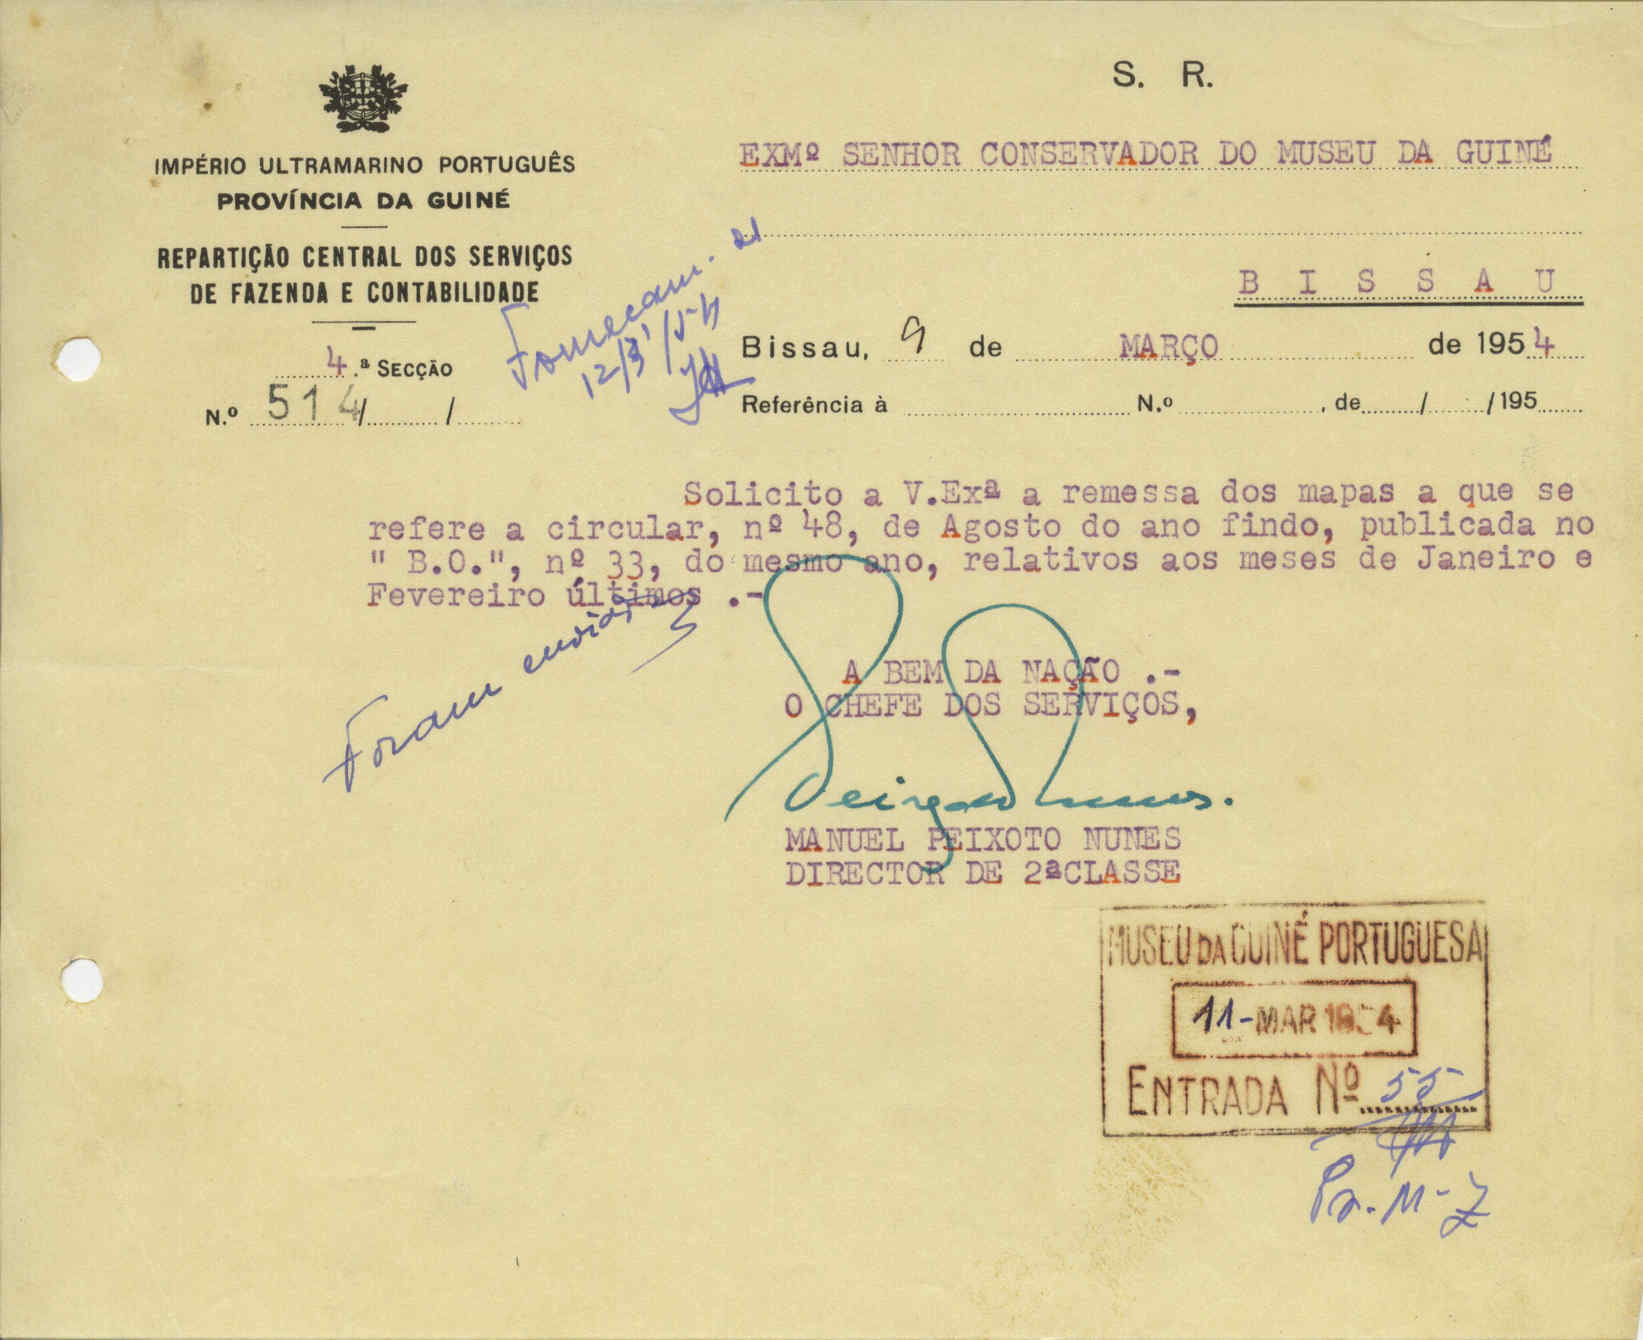 S. R.
IMPÉRIO ULTRAMARINO PORTUGUÊS
PROVÍNCIA DA GUINÉ
REPARTIÇÃO CENTRAL DOS SERVIÇOS
DE FAZENDA E CONTABILIDADE
4.ª SECÇÃO
N.º 514/ /
EXMº SENHOR CONSERVADOR DO MUSEU DA GUINÉ
B I S S A U
Bissau, 9 de MARÇO de 1954
Referência à N.º , de / /195
12/3/54
Solicito a V.Exª a remessa dos mapas a que se
refere a circular, nº 48, de Agosto do ano findo, publicada no
" B.O.", nº 33, do mesmo ano, relativos aos meses de Janeiro e
Fevereiro últimos .-
Foram enviados
A BEM DA NAÇÃO .-
O CHEFE DOS SERVIÇOS,
MANUEL PEIXOTO NUNES
DIRECTOR DE 2ªCLASSE
MUSEU DA GUINÉ PORTUGUESA
11-MAR 1954
ENTRADA Nº 55
Pr. M-7